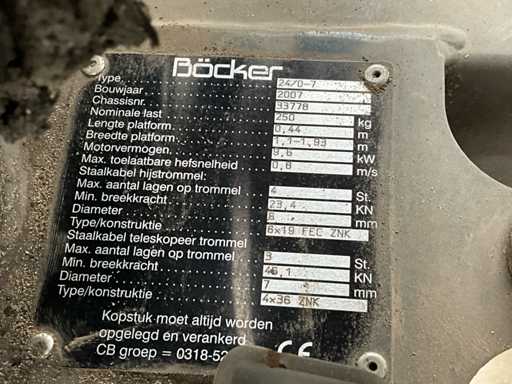 Böcker
Type 24/0-7
Bouwjaar 2007
Chassisnr. 33778
Nominale last 250 kg
Lengte platform 0,44 m
Breedte platform 1,1-1,93 m
Motorvermogen 9,6 kW
Max. toelaatbare hefsnelheid 0,8 m/s
Staalkabel hijstrommel:
Max. aantal lagen op trommel 4 St.
Min. breekkracht 23,4 KN
Diameter 6 mm
Type/konstruktie 6x19 FEC ZNK
Staalkabel teleskopeer trommel
Max. aantal lagen op trommel 3 St.
Min. breekkracht 46,1 KN
Diameter 7 mm
Type/konstruktie 4x36 ZNK
Kopstuk moet altijd worden
opgelegd en verankerd
CB groep = 0318-52 CE